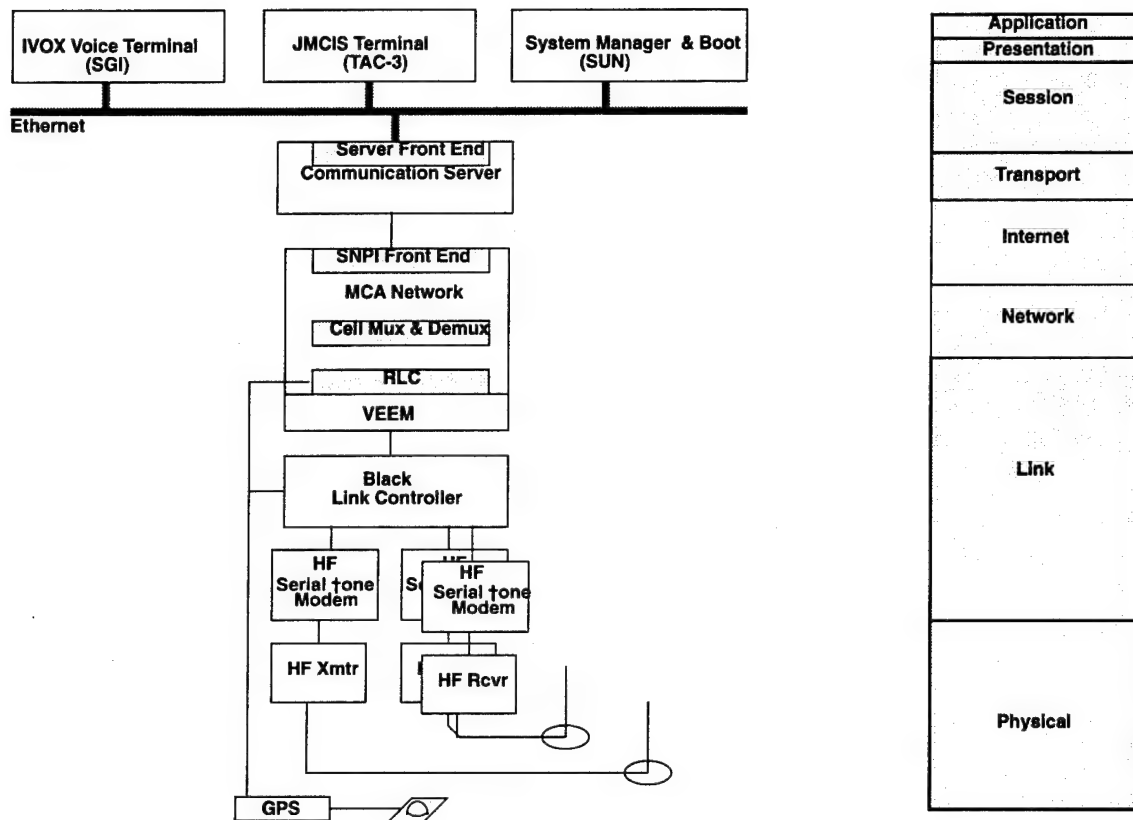 IVOX Voice Terminal
(SGI)
JMCIS Terminal
(TAC-3)
System Manager & Boot
(SUN)
Ethernet
Server Front End
Communication Server
SNPI Front End
MCA Network
Cell Mux & Demux
RLC
VEEM
Black
Link Controller
HF
Serial tone
Modem
HF
HF
Serial tone
Modem
HF Xmtr
HF Rcvr
GPS
Application
Presentation
Session
Transport
Internet
Network
Link
Physical